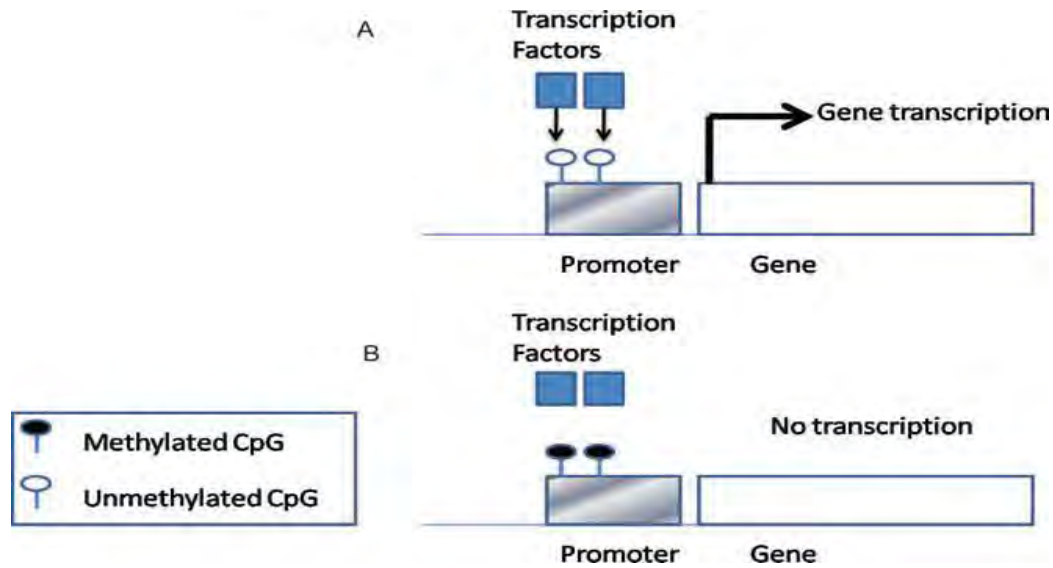 A
Transcription
Factors
Gene transcription
Promoter
Gene
B
Transcription
Factors
No transcription
Methylated CpG
Unmethylated CpG
Promoter
Gene